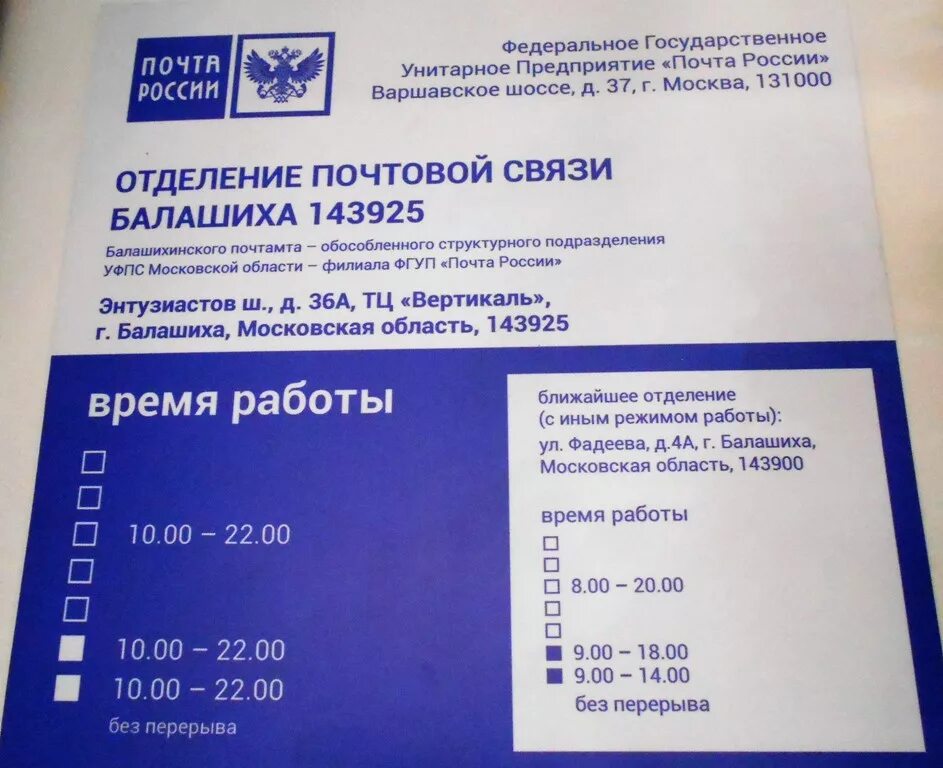 ПОЧТА
РОССИИ
Федеральное Государственное
Унитарное Предприятие «Почта России»
Варшавское шоссе, д. 37, г. Москва, 131000
ОТДЕЛЕНИЕ ПОЧТОВОЙ СВЯЗИ
БАЛАШИХА 143925
Балашихинского почтамта – обособленного структурного подразделения
УФПС Московской области – филиала ФГУП «Почта России»
Энтузиастов ш., д. 36А, ТЦ «Вертикаль»,
г. Балашиха, Московская область, 143925
время работы
10.00 – 22.00
10.00 – 22.00
10.00 – 22.00
без перерыва
ближайшее отделение
(с иным режимом работы):
ул. Фадеева, д.4А, г. Балашиха,
Московская область, 143900
время работы
8.00 – 20.00
9.00 – 18.00
9.00 – 14.00
без перерыва